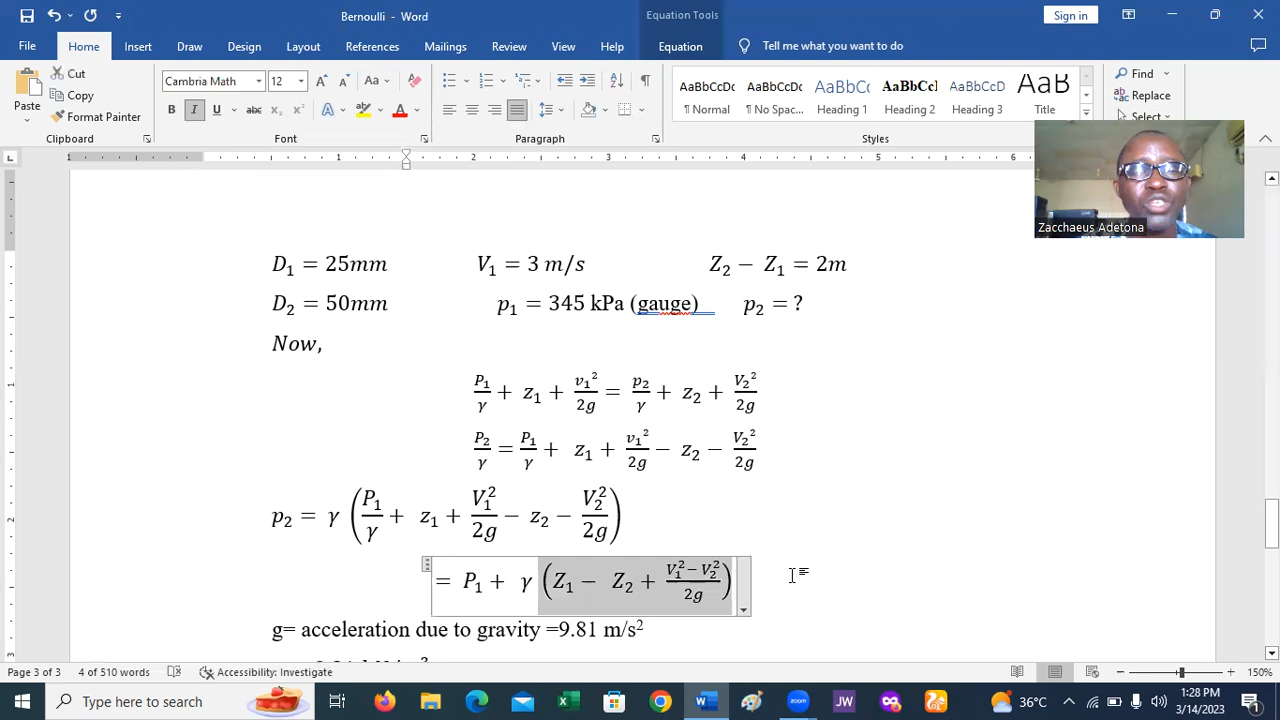 Bernoulli - Word
Equation Tools
Sign in
File Home Insert Draw Design Layout References Mailings Review View Help Equation Tell me what you want to do
Cut
Copy
Paste
Format Painter
Cambria Math 12
Find
Replace
Select
AaBbCcDc AaBbCcDc AaBbCc AaBbCcI AaBbCcD AaB
¶ Normal ¶ No Spac... Heading 1 Heading 2 Heading 3 Title
Clipboard Font Paragraph Styles
Zacchaeus Adetona
D₁ = 25mm V₁ = 3 m/s Z₂ − Z₁ = 2m
D₂ = 50mm p₁ = 345 kPa (gauge) p₂ = ?
Now,
P₁/γ + z₁ + v₁²/2g = p₂/γ + z₂ + V₂²/2g
P₂/γ = P₁/γ + z₁ + v₁²/2g − z₂ − V₂²/2g
p₂ = γ (P₁/γ + z₁ + V₁²/2g − z₂ − V₂²/2g)
= P₁ + γ (Z₁ − Z₂ + V₁² − V₂²/2g)
g= acceleration due to gravity =9.81 m/s²
Page 3 of 3 4 of 510 words Accessibility: Investigate 150%
Type here to search
zoom
JW
36°C
1:28 PM
3/14/2023